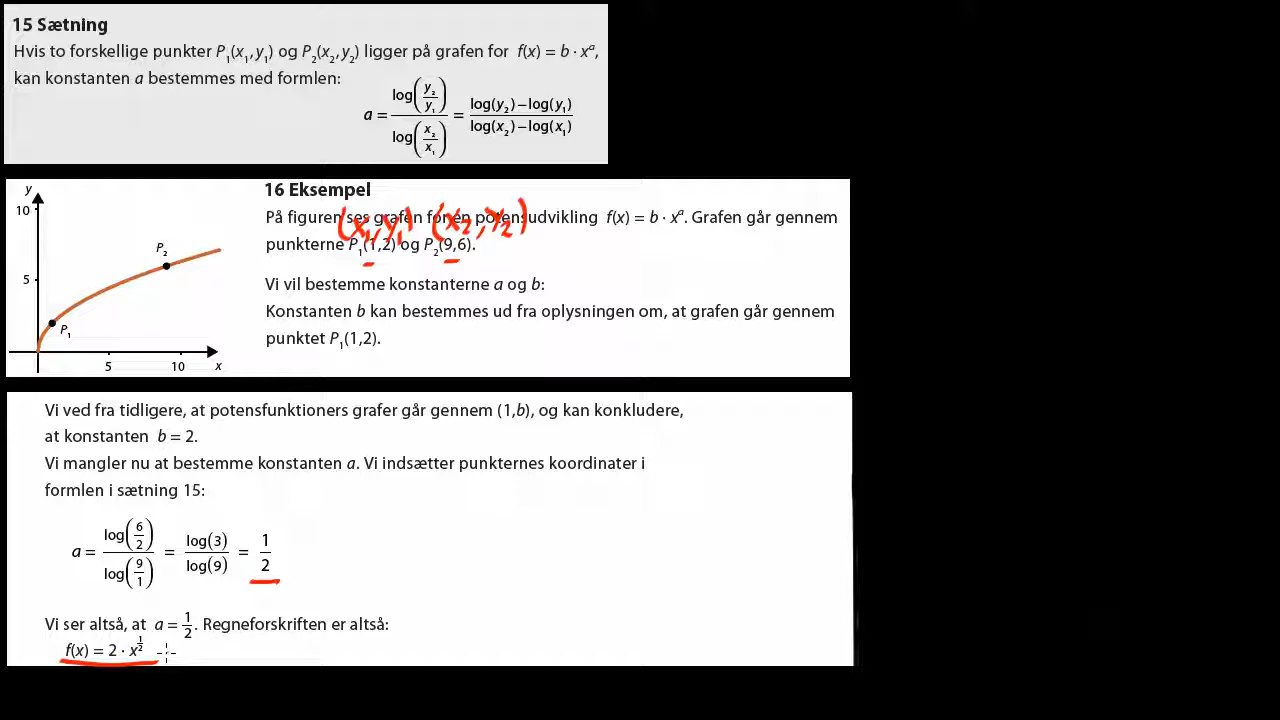 15 Sætning
Hvis to forskellige punkter P₁(x₁,y₁) og P₂(x₂,y₂) ligger på grafen for f(x) = b · xᵃ,
kan konstanten a bestemmes med formlen:
a = log(y₂/y₁) / log(x₂/x₁) = (log(y₂) – log(y₁)) / (log(x₂) – log(x₁))
y
10
5
P₁
P₂
5
10
x
16 Eksempel
(x₁,y₁) (x₂,y₂)
På figuren ses grafen for en potensudvikling f(x) = b · xᵃ. Grafen går gennem
punkterne P₁(1,2) og P₂(9,6).
Vi vil bestemme konstanterne a og b:
Konstanten b kan bestemmes ud fra oplysningen om, at grafen går gennem
punktet P₁(1,2).
Vi ved fra tidligere, at potensfunktioners grafer går gennem (1,b), og kan konkludere,
at konstanten b = 2.
Vi mangler nu at bestemme konstanten a. Vi indsætter punkternes koordinater i
formlen i sætning 15:
a = log(6/2) / log(9/1) = log(3) / log(9) = 1/2
Vi ser altså, at a = 1/2. Regneforskriften er altså:
f(x) = 2 · x^(1/2)